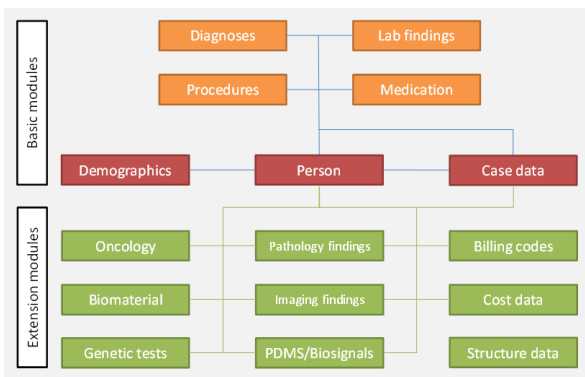 Basic modules
Diagnoses
Lab findings
Procedures
Medication
Demographics
Person
Case data
Extension modules
Oncology
Pathology findings
Billing codes
Biomaterial
Imaging findings
Cost data
Genetic tests
PDMS/Biosignals
Structure data